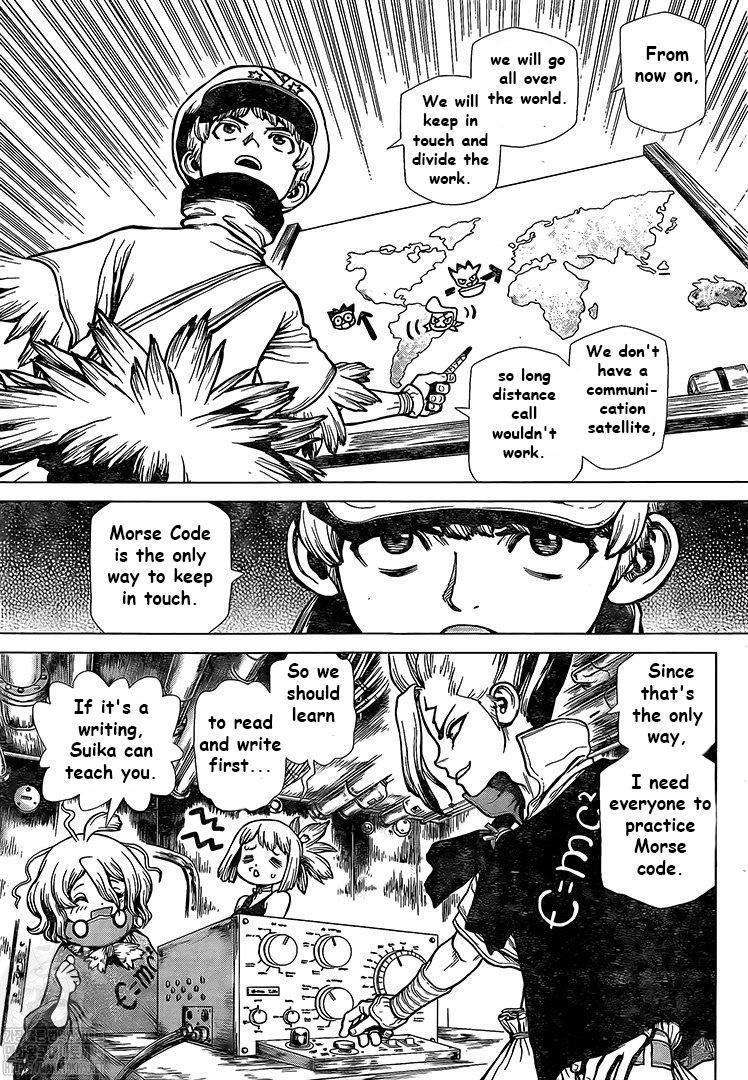 From
now on,
we will go
all over
the world.
We will
keep in
touch and
divide the
work.
We don't
have a
communi-
cation
satellite,
so long
distance
call
wouldn't
work.
Morse Code
is the only
way to keep
in touch.
Since
that's
the only
way,
I need
everyone to
practice
Morse
code.
So we
should
learn
to read
and write
first...
If it's a
writing,
Suika can
teach you.
E=mc²
E=mc²